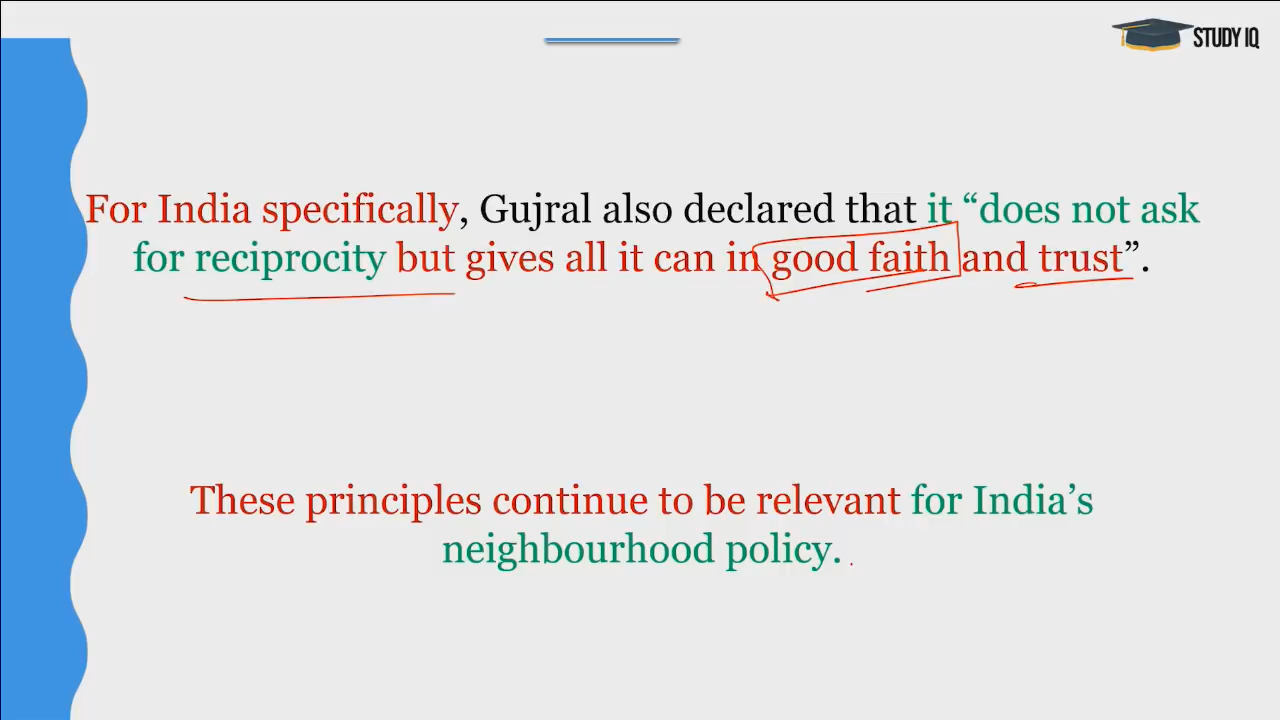 STUDY IQ
For India specifically, Gujral also declared that it “does not ask
for reciprocity but gives all it can in good faith and trust”.
These principles continue to be relevant for India’s
neighbourhood policy.